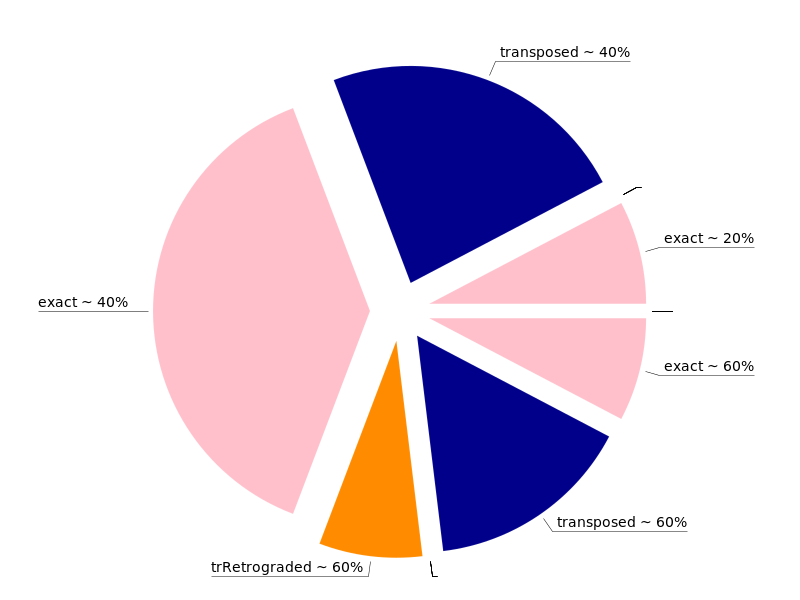 transposed ~ 40%
exact ~ 20%
exact ~ 40%
exact ~ 60%
transposed ~ 60%
trRetrograded ~ 60%